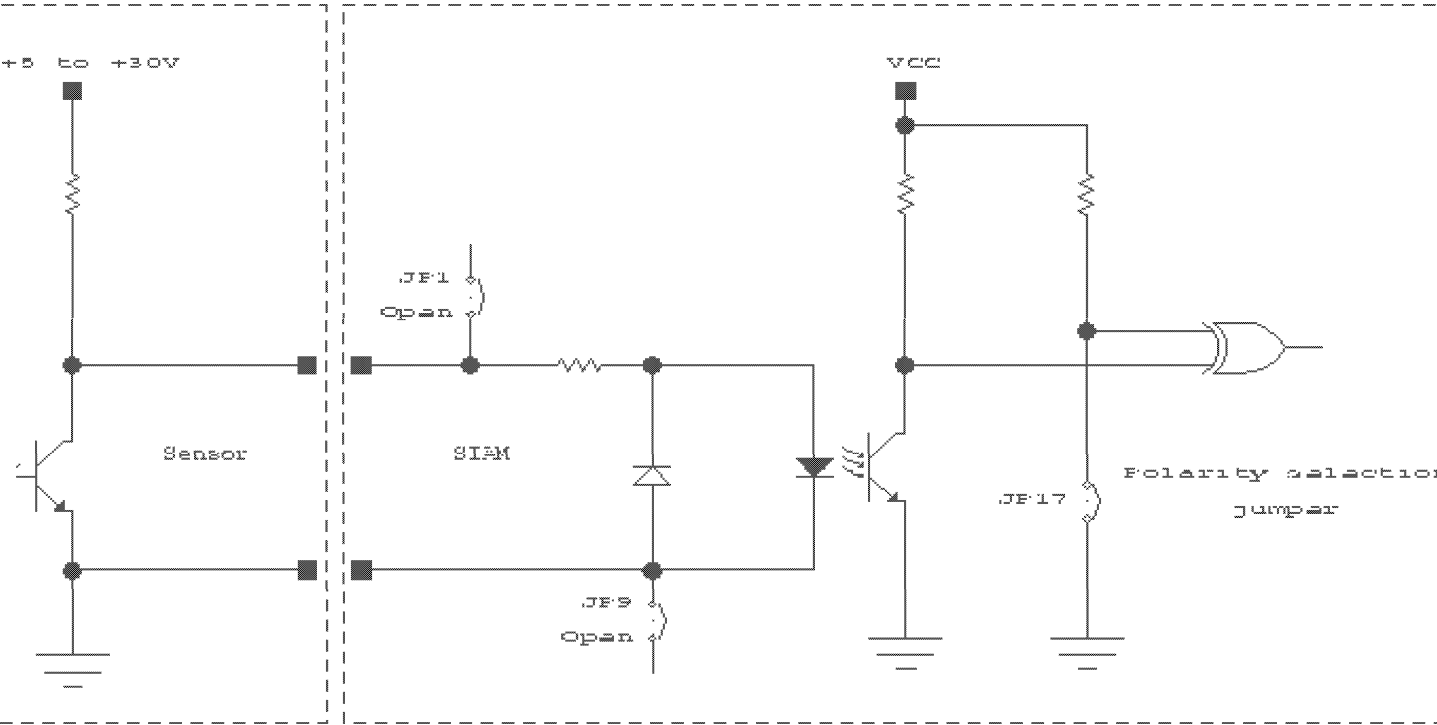 +5 to +30V
VCC
JP1
Open
Sensor
SIAM
JP17
Polarity selection
jumper
JP9
Open